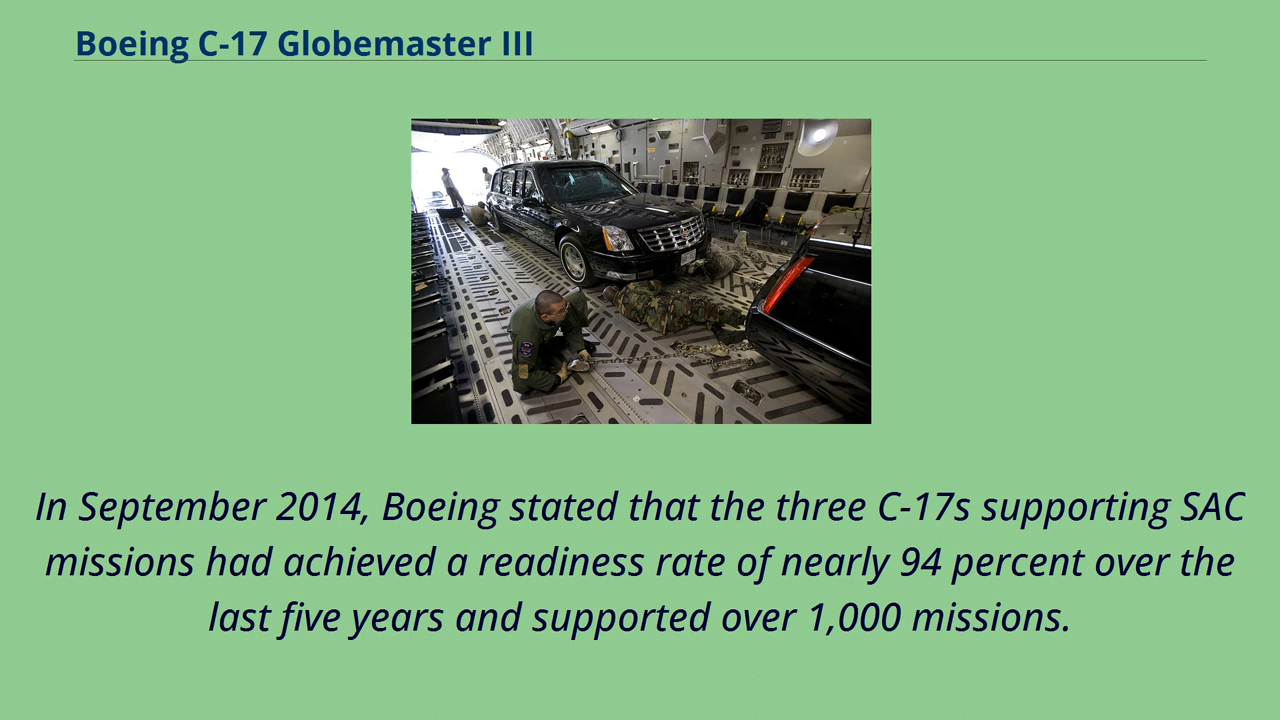 Boeing C-17 Globemaster III
In September 2014, Boeing stated that the three C-17s supporting SAC
missions had achieved a readiness rate of nearly 94 percent over the
last five years and supported over 1,000 missions.